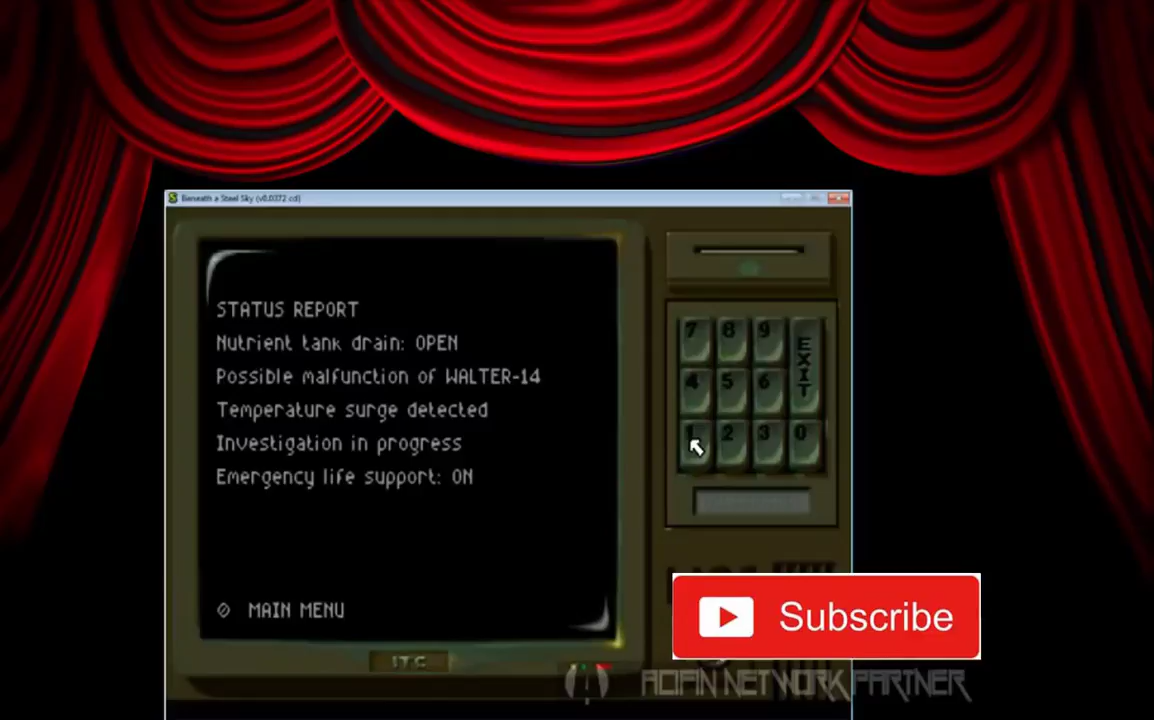 Beneath a Steel Sky (v0.0372 cd)
STATUS REPORT
Nutrient tank drain: OPEN
Possible malfunction of WALTER-14
Temperature surge detected
Investigation in progress
Emergency life support: ON
0 MAIN MENU
7 8 9
EXIT
4 5 6
1 2 3 0
ITC
Subscribe
NETWORK PARTNER